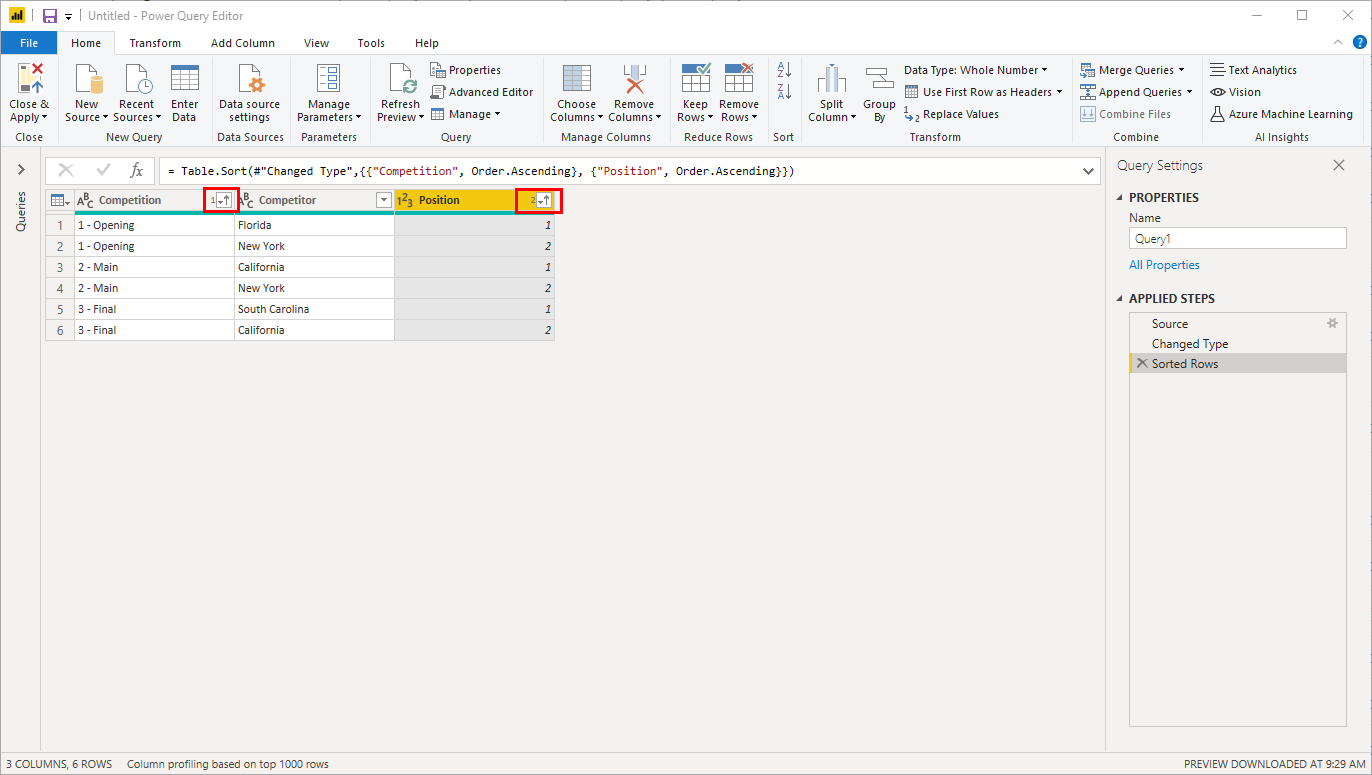 Untitled - Power Query Editor
File Home Transform Add Column View Tools Help
Close & Apply
New Source
Recent Sources
Enter Data
Data source settings
Manage Parameters
Refresh Preview
Properties
Advanced Editor
Manage
Choose Columns
Remove Columns
Keep Rows
Remove Rows
A Z
Z A
Split Column
Group By
Data Type: Whole Number
Use First Row as Headers
1 2 Replace Values
Merge Queries
Append Queries
Combine Files
Text Analytics
Vision
Azure Machine Learning
Close New Query Data Sources Parameters Query Manage Columns Reduce Rows Sort Transform Combine AI Insights
Queries
fx = Table.Sort(#"Changed Type",{{"Competition", Order.Ascending}, {"Position", Order.Ascending}})
ABC Competition 1 ABC Competitor 123 Position 2
1 1 - Opening Florida 1
2 1 - Opening New York 2
3 2 - Main California 1
4 2 - Main New York 2
5 3 - Final South Carolina 1
6 3 - Final California 2
Query Settings
PROPERTIES
Name
Query1
All Properties
APPLIED STEPS
Source
Changed Type
Sorted Rows
3 COLUMNS, 6 ROWS Column profiling based on top 1000 rows PREVIEW DOWNLOADED AT 9:29 AM